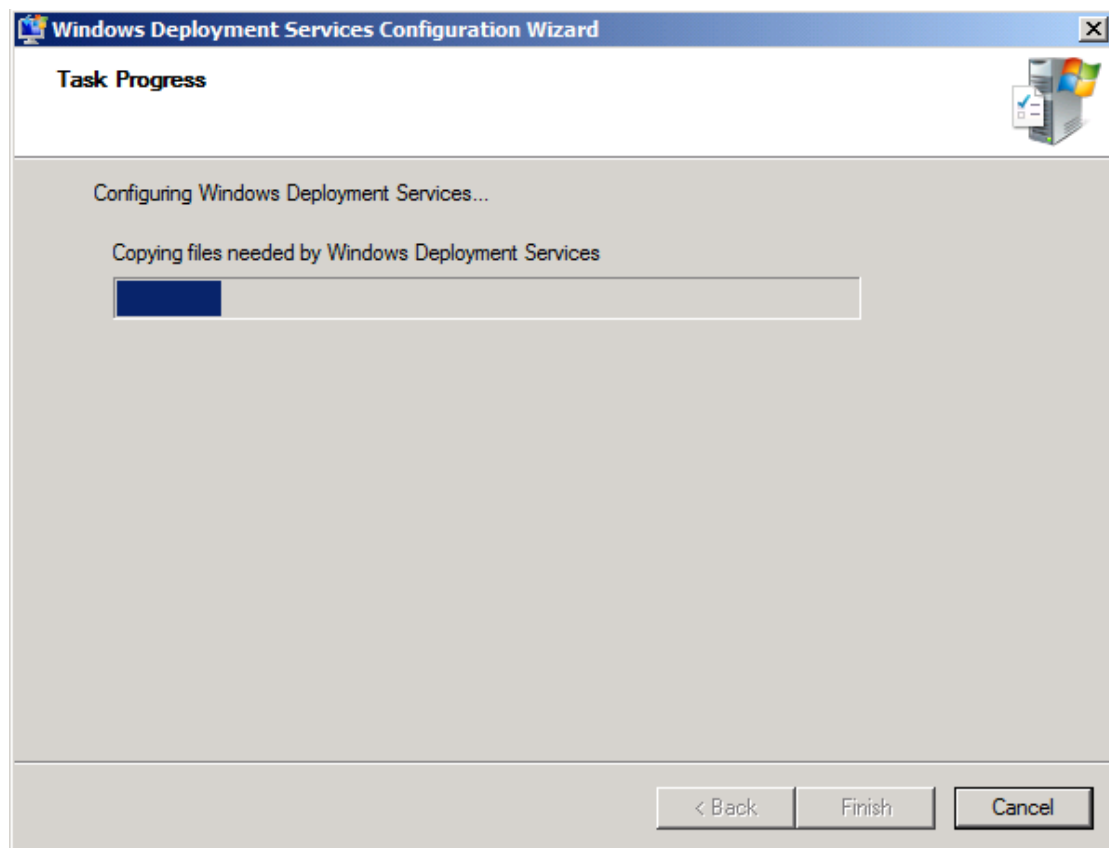 Windows Deployment Services Configuration Wizard
Task Progress
Configuring Windows Deployment Services...
Copying files needed by Windows Deployment Services
< Back
Finish
Cancel